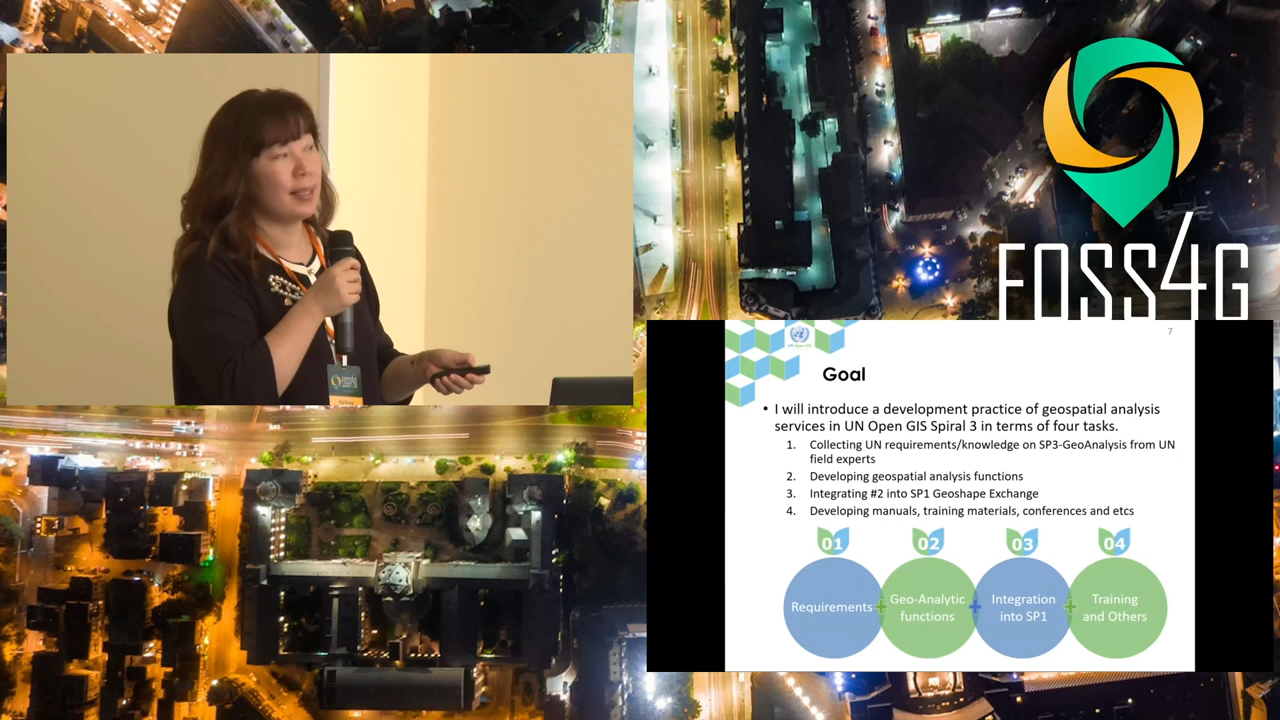 FOSS4G
7
UN Open GIS
Goal
• I will introduce a development practice of geospatial analysis
services in UN Open GIS Spiral 3 in terms of four tasks.
1. Collecting UN requirements/knowledge on SP3-GeoAnalysis from UN
field experts
2. Developing geospatial analysis functions
3. Integrating #2 into SP1 Geoshape Exchange
4. Developing manuals, training materials, conferences and etcs
01 02 03 04
Requirements + Geo-Analytic
functions + Integration
into SP1 + Training
and Others